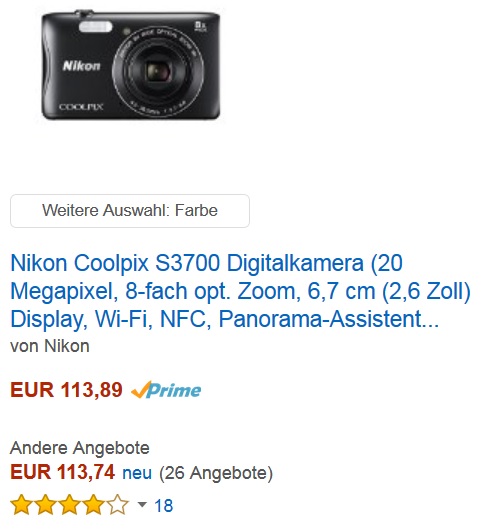 8x
Nikon
COOLPIX
Weitere Auswahl: Farbe
Nikon Coolpix S3700 Digitalkamera (20
Megapixel, 8-fach opt. Zoom, 6,7 cm (2,6 Zoll)
Display, Wi-Fi, NFC, Panorama-Assistent...
von Nikon
EUR 113,89 Prime
Andere Angebote
EUR 113,74 neu (26 Angebote)
18